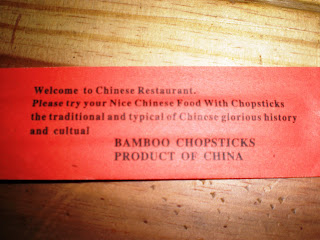 Welcome to Chinese Restaurant.
Please try your Nice Chinese Food With Chopsticks
the traditional and typical of Chinese glorious history
and cultual
BAMBOO CHOPSTICKS
PRODUCT OF CHINA